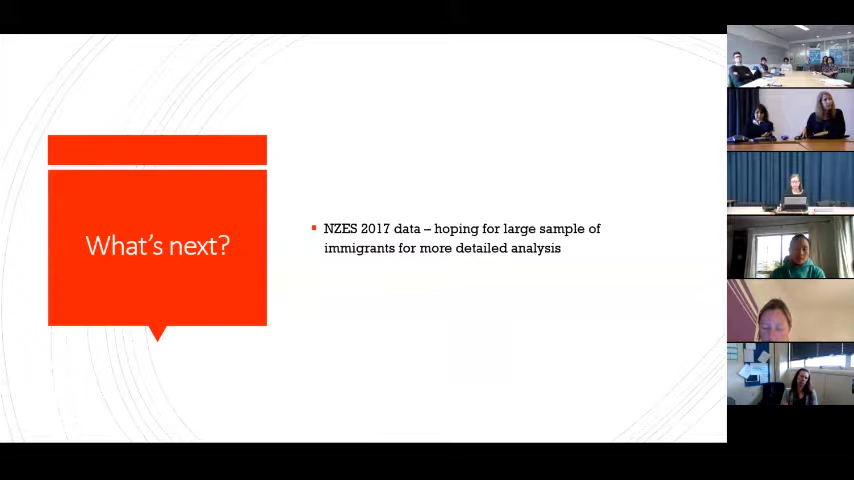 What's next?
▪ NZES 2017 data – hoping for large sample of
immigrants for more detailed analysis